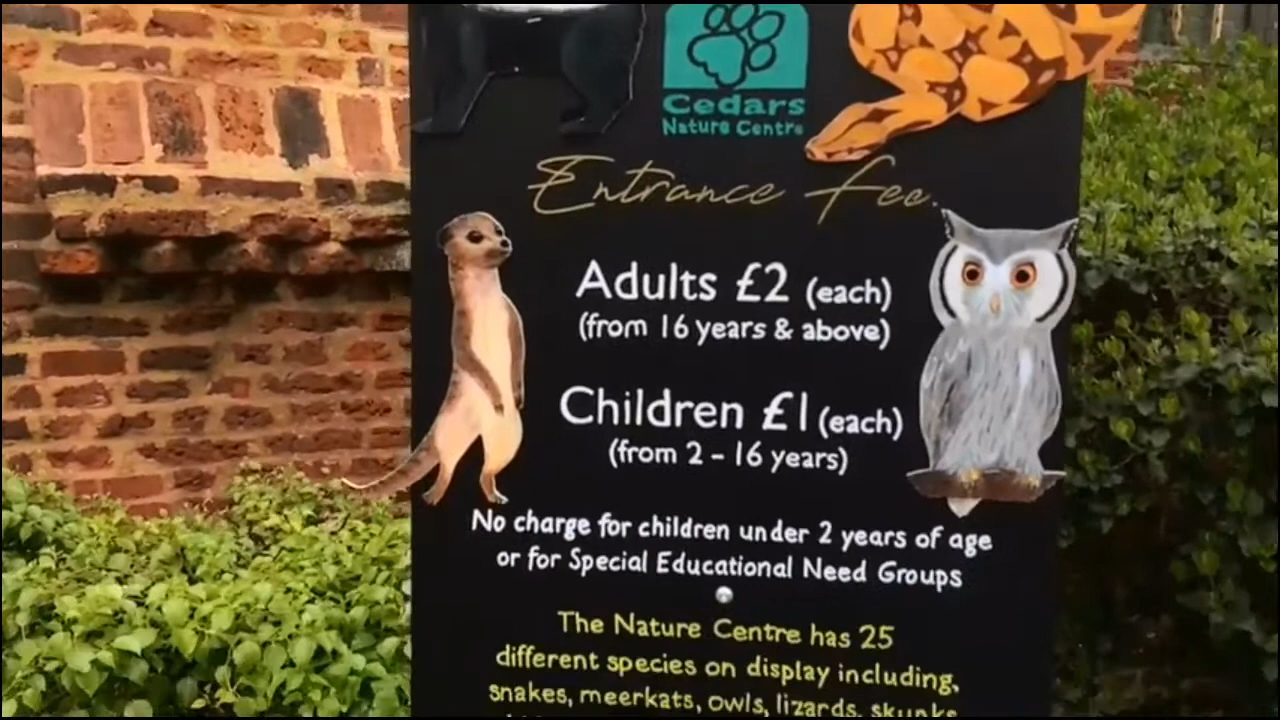 Cedars
Nature Centre
Entrance fee.
Adults £2 (each)
(from 16 years & above)
Children £1 (each)
(from 2 - 16 years)
No charge for children under 2 years of age
or for Special Educational Need Groups
The Nature Centre has 25
different species on display including,
snakes, meerkats, owls, lizards, skunks